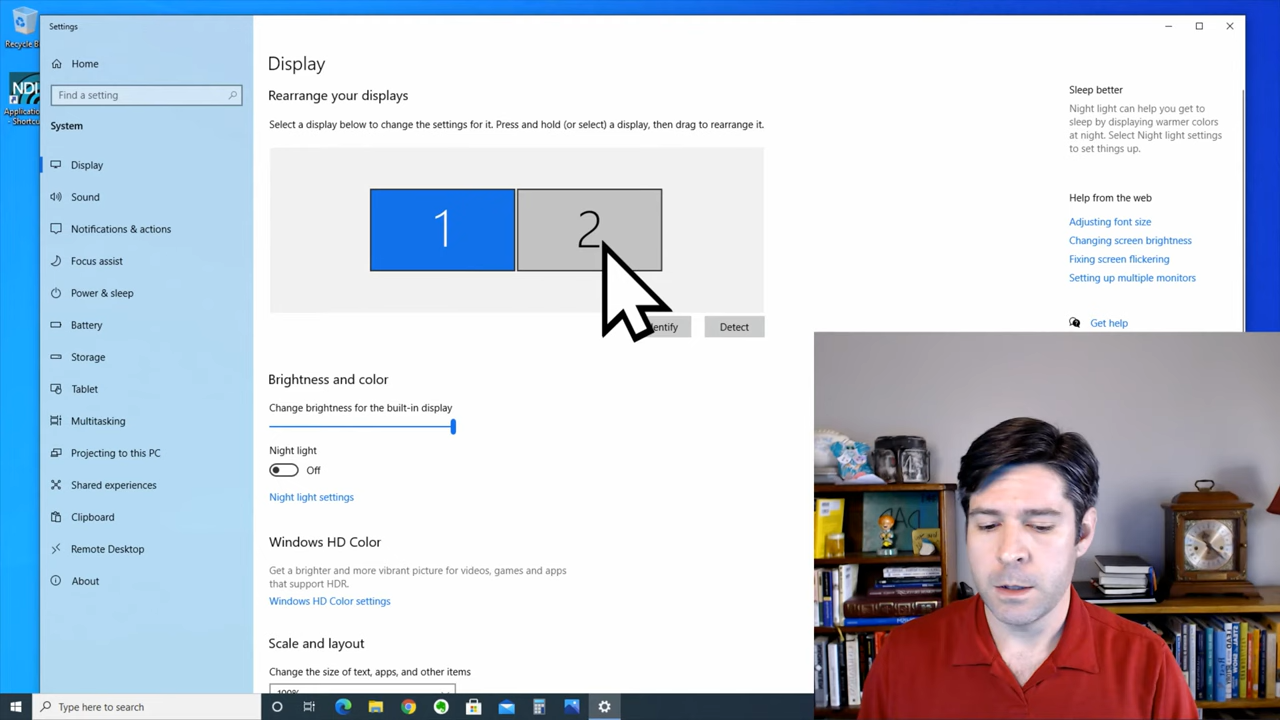 Recycle B
NDI
Applicatio
- Shortcu
Settings
Home
Find a setting
System
Display
Sound
Notifications & actions
Focus assist
Power & sleep
Battery
Storage
Tablet
Multitasking
Projecting to this PC
Shared experiences
Clipboard
Remote Desktop
About
Display
Rearrange your displays
Select a display below to change the settings for it. Press and hold (or select) a display, then drag to rearrange it.
1
2
entify
Detect
Brightness and color
Change brightness for the built-in display
Night light
Off
Night light settings
Windows HD Color
Get a brighter and more vibrant picture for videos, games and apps
that support HDR.
Windows HD Color settings
Scale and layout
Change the size of text, apps, and other items
100%
Sleep better
Night light can help you get to
sleep by displaying warmer colors
at night. Select Night light settings
to set things up.
Help from the web
Adjusting font size
Changing screen brightness
Fixing screen flickering
Setting up multiple monitors
Get help
DAD
Type here to search